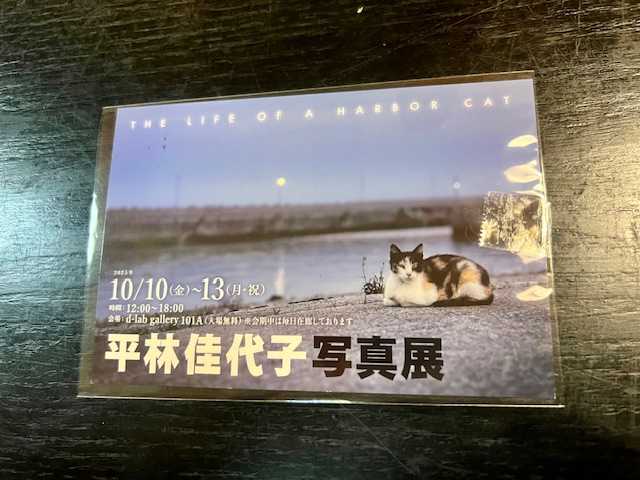 THE LIFE OF A HARBOR CAT
2025年
10/10(金)~13(月・祝)
時間:12:00~18:00
会場:d-lab gallery 101A(入場無料)※会期中は毎日在廊しております
平林佳代子 写真展